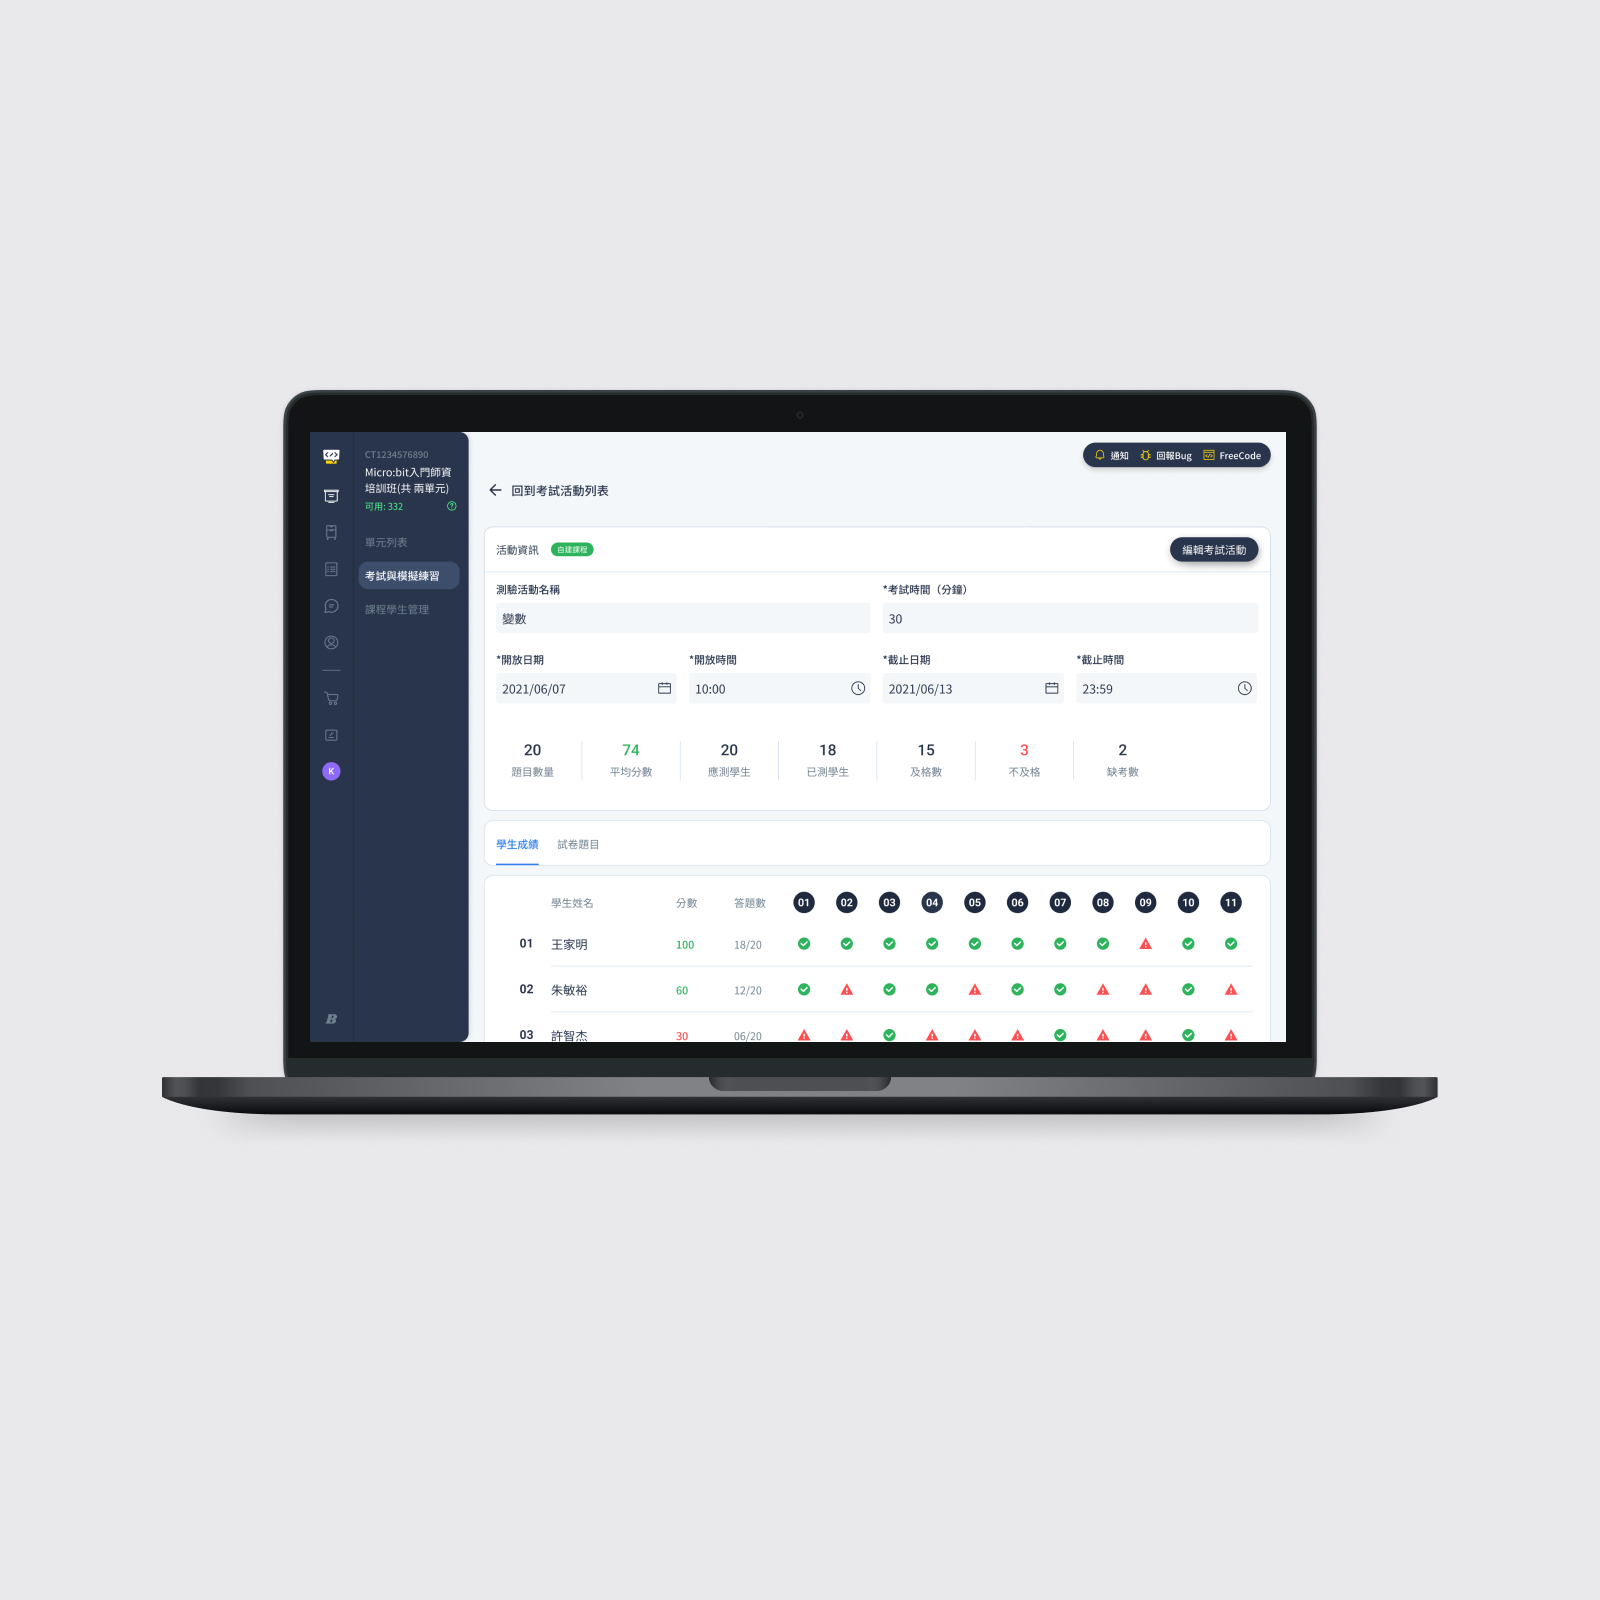 CT1234576890
Micro:bit入門師資
培訓班(共 兩單元)
可用: 332
單元列表
考試與模擬練習
課程學生管理
K
B
通知 回報Bug FreeCode
回到考試活動列表
活動資訊 自建課程 編輯考試活動
測驗活動名稱 *考試時間（分鐘）
變數 30
*開放日期 *開放時間 *截止日期 *截止時間
2021/06/07 10:00 2021/06/13 23:59
20 74 20 18 15 3 2
題目數量 平均分數 應測學生 已測學生 及格數 不及格 缺考數
學生成績 試卷題目
學生姓名 分數 答題數 01 02 03 04 05 06 07 08 09 10 11
01 王家明 100 18/20
02 朱敏裕 60 12/20
03 許智杰 30 06/20